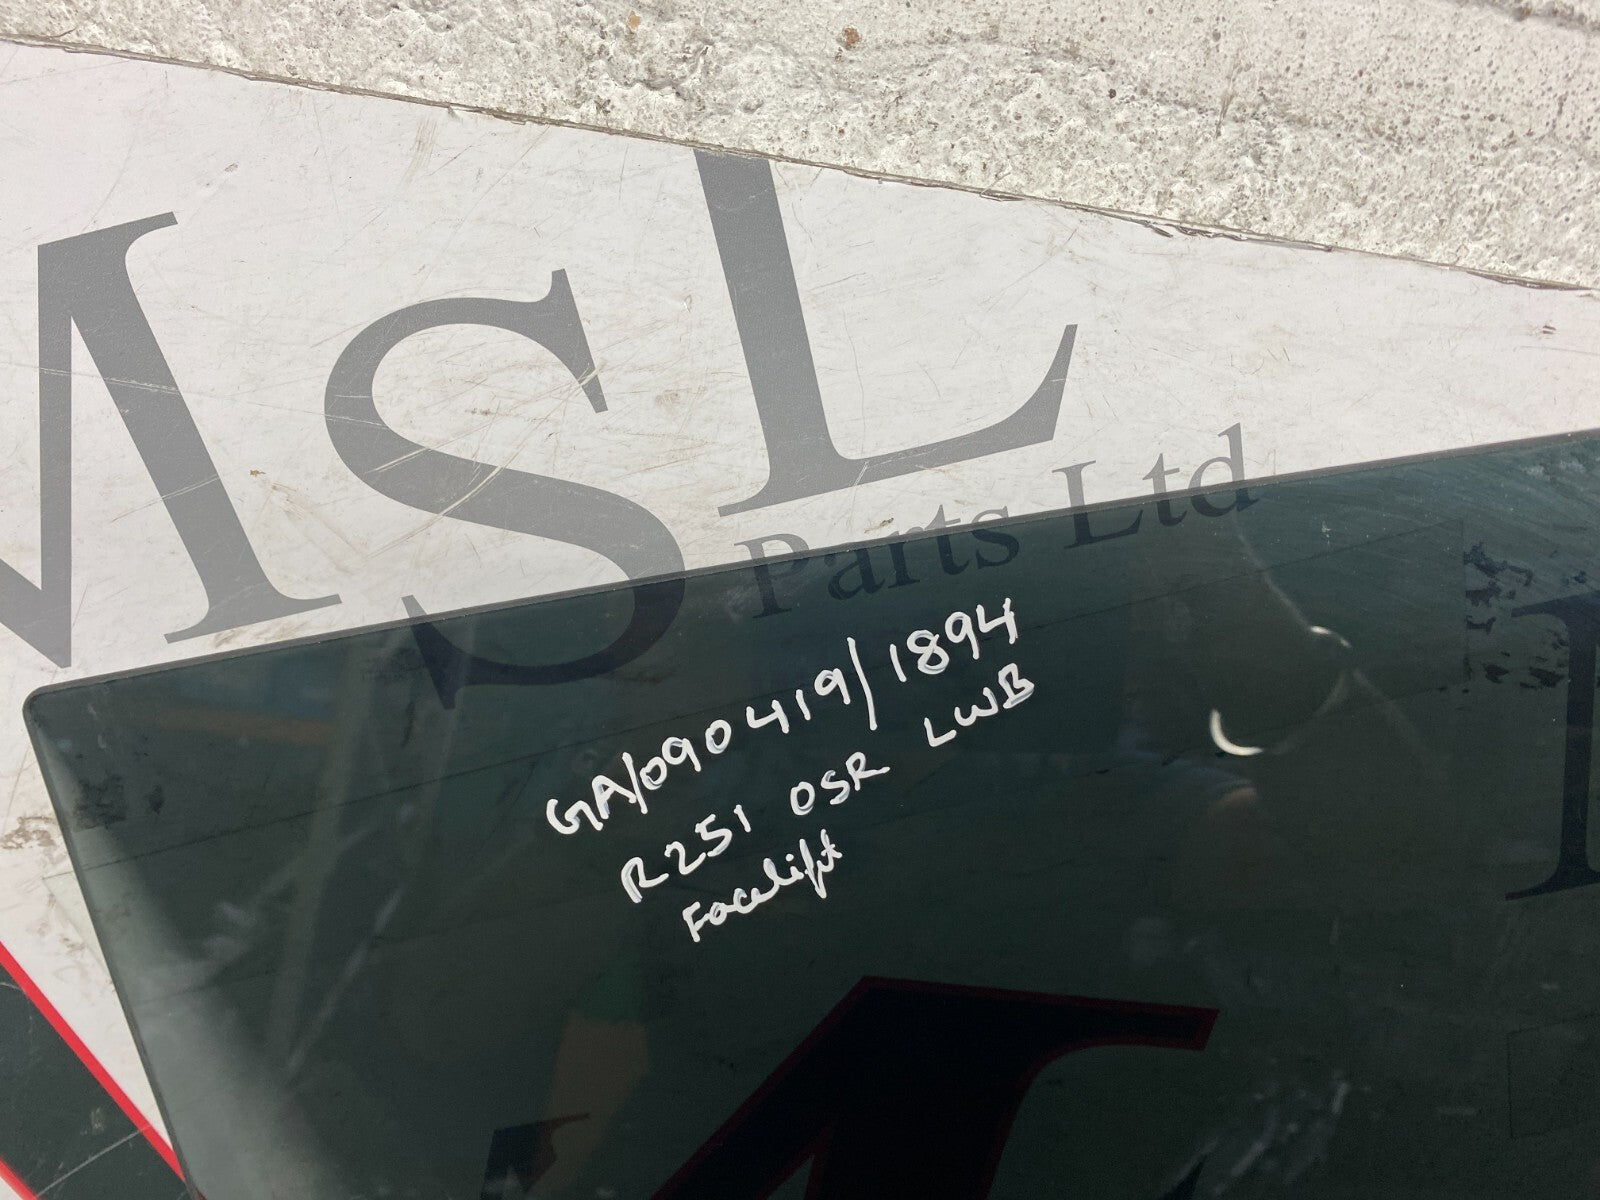 MSL
Parts Ltd
GA/090419/1894
R251 OSR LWB
Facelift